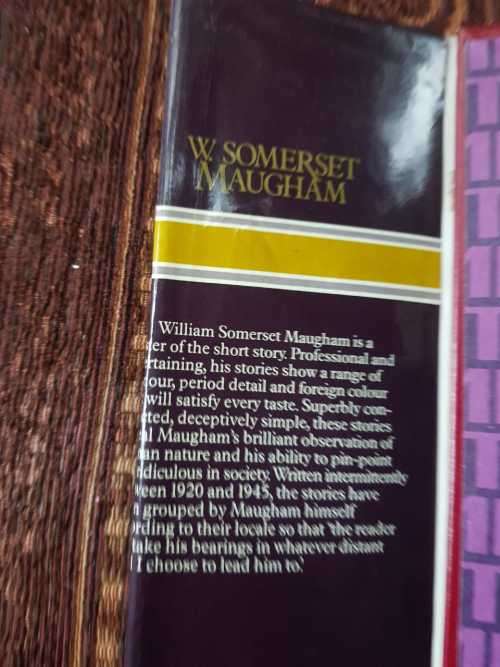 W. SOMERSET
MAUGHAM
William Somerset Maugham is a
er of the short story. Professional and
rtaining, his stories show a range of
our, period detail and foreign colour
will satisfy every taste. Superbly con-
cted, deceptively simple, these stories
al Maugham's brilliant observation of
an nature and his ability to pin-point
ridiculous in society. Written intermittently
ween 1920 and 1945, the stories have
n grouped by Maugham himself
rding to their locale so that 'the reader
take his bearings in whatever distant
I choose to lead him to.'